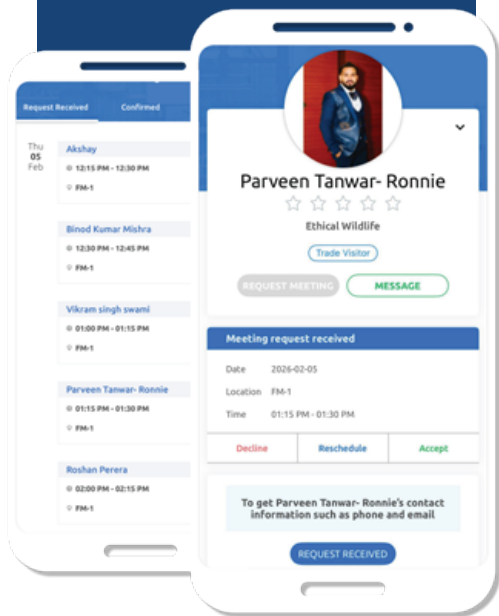 Request Received
Confirmed
Thu
05
Feb
Akshay
12:15 PM - 12:30 PM
FM-1
Binod Kumar Mishra
12:30 PM - 12:45 PM
FM-1
Vikram singh swami
01:00 PM - 01:15 PM
FM-1
Parveen Tanwar- Ronnie
01:15 PM - 01:30 PM
FM-1
Roshan Perera
02:00 PM - 02:15 PM
FM-1
Parveen Tanwar- Ronnie
Ethical Wildlife
Trade Visitor
REQUEST MEETING
MESSAGE
Meeting request received
Date 2026-02-05
Location FM-1
Time 01:15 PM - 01:30 PM
Decline Reschedule Accept
To get Parveen Tanwar- Ronnie's contact
information such as phone and email
REQUEST RECEIVED